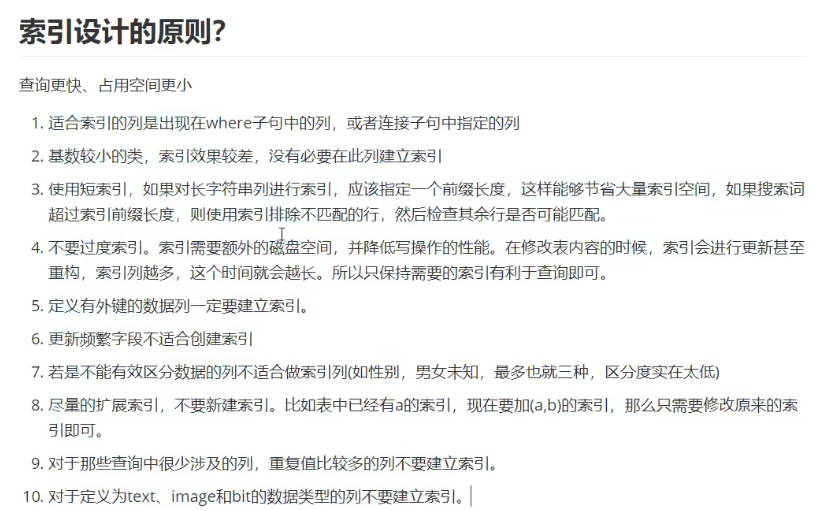 索引设计的原则？
查询更快、占用空间更小
1. 适合索引的列是出现在where子句中的列，或者连接子句中指定的列
2. 基数较小的类，索引效果较差，没有必要在此列建立索引
3. 使用短索引，如果对长字符串列进行索引，应该指定一个前缀长度，这样能够节省大量索引空间，如果搜索词
超过索引前缀长度，则使用索引排除不匹配的行，然后检查其余行是否可能匹配。
4. 不要过度索引。索引需要额外的磁盘空间，并降低写操作的性能。在修改表内容的时候，索引会进行更新甚至
重构，索引列越多，这个时间就会越长。所以只保持需要的索引有利于查询即可。
5. 定义有外键的数据列一定要建立索引。
6. 更新频繁字段不适合创建索引
7. 若是不能有效区分数据的列不适合做索引列(如性别，男女未知，最多也就三种，区分度实在太低)
8. 尽量的扩展索引，不要新建索引。比如表中已经有a的索引，现在要加(a,b)的索引，那么只需要修改原来的索
引即可。
9. 对于那些查询中很少涉及的列，重复值比较多的列不要建立索引。
10. 对于定义为text、image和bit的数据类型的列不要建立索引。